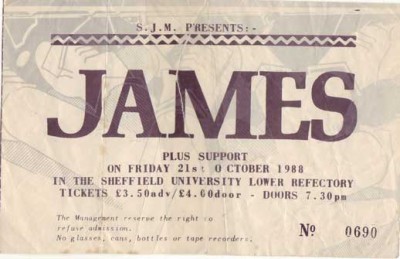 S.J.M. PRESENTS:-
JAMES
PLUS SUPPORT
ON FRIDAY 21st OCTOBER 1988
IN THE SHEFFIELD UNIVERSITY LOWER REFECTORY
TICKETS £3.50adv/£4.00door - DOORS 7.30pm
The Management reserve the right to
refuse admission.
No glasses, cans, bottles or tape recorders.
Nº 0690